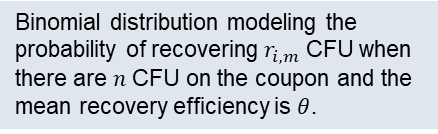 Binomial distribution modeling the
probability of recovering r_{i,m} CFU when
there are n CFU on the coupon and the
mean recovery efficiency is θ.